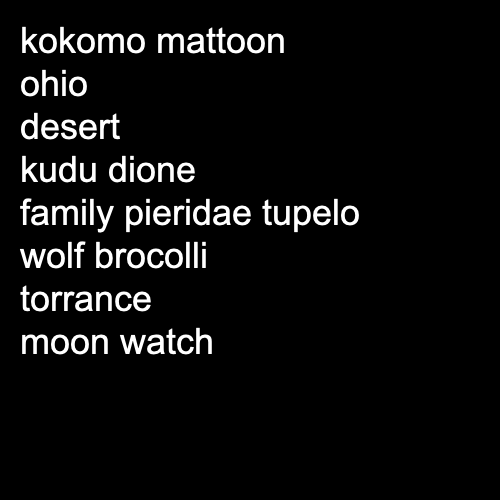 kokomo mattoon
ohio
desert
kudu dione
family pieridae tupelo
wolf brocolli
torrance
moon watch